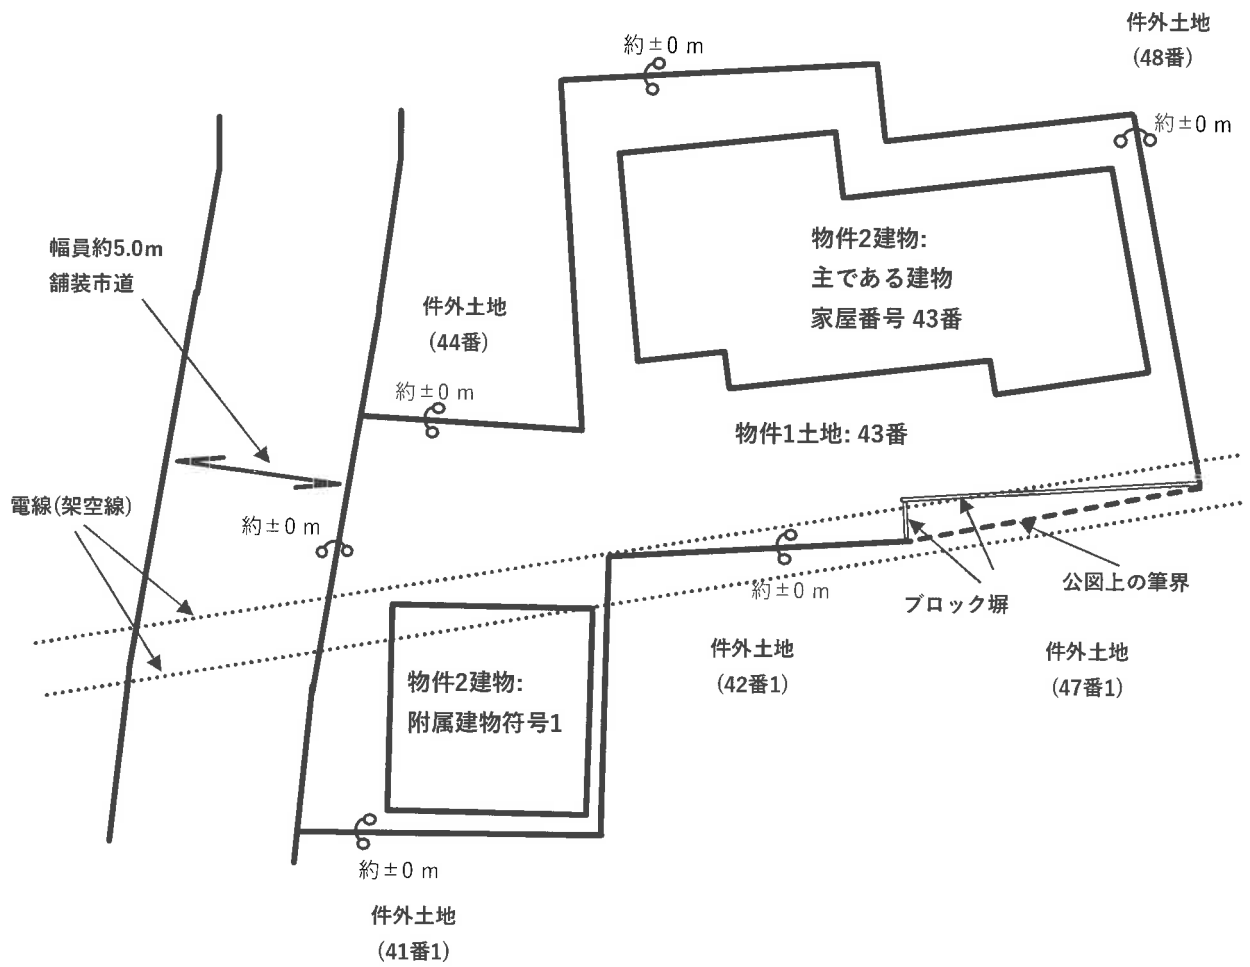 件外土地
(48番)
約±0 m
約±0 m
幅員約5.0m
舗装市道
物件2建物:
主である建物
家屋番号 43番
件外土地
(44番)
約±0 m
物件1土地: 43番
電線(架空線)
約±0 m
約±0 m
ブロック塀
公図上の筆界
件外土地
(42番1)
件外土地
(47番1)
物件2建物:
附属建物符号1
約±0 m
件外土地
(41番1)